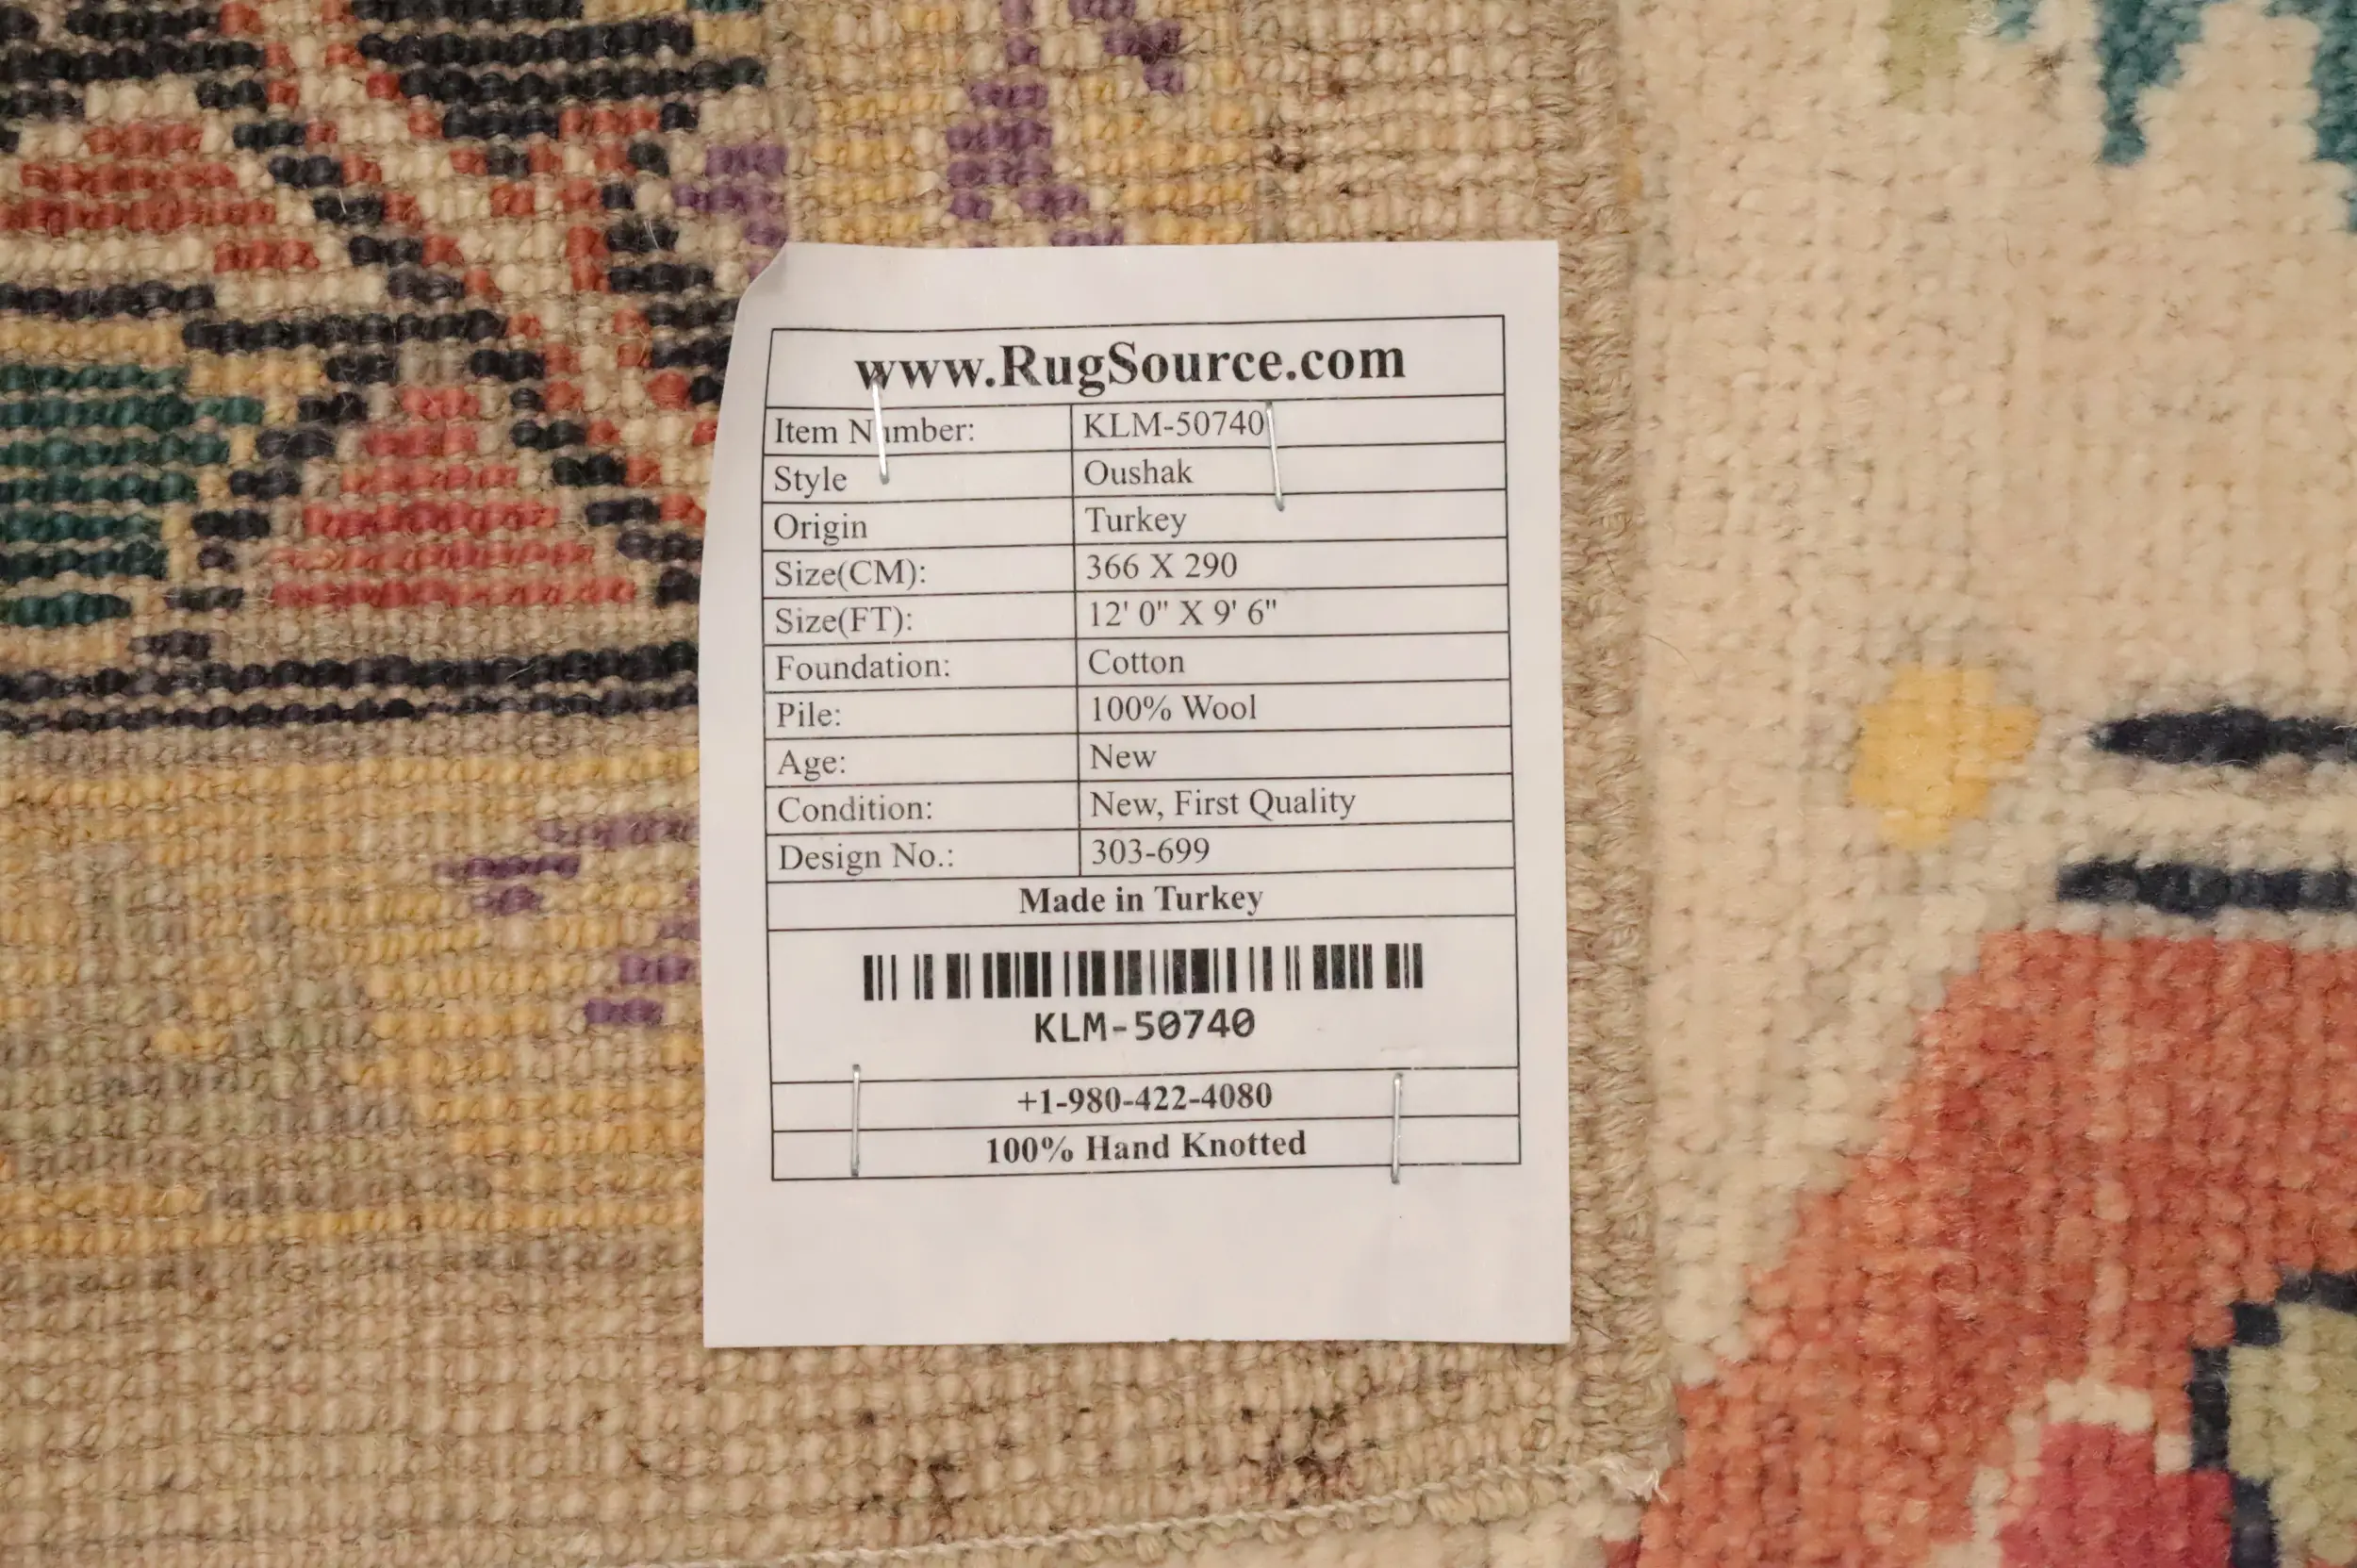 www.RugSource.com
Item Number: KLM-50740
Style Oushak
Origin Turkey
Size(CM): 366 X 290
Size(FT): 12' 0" X 9' 6"
Foundation: Cotton
Pile: 100% Wool
Age: New
Condition: New, First Quality
Design No.: 303-699
Made in Turkey
KLM-50740
+1-980-422-4080
100% Hand Knotted